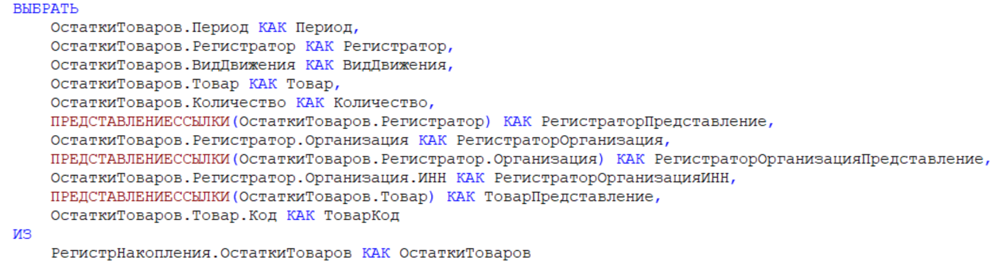 ВЫБРАТЬ
ОстаткиТоваров.Период КАК Период,
ОстаткиТоваров.Регистратор КАК Регистратор,
ОстаткиТоваров.ВидДвижения КАК ВидДвижения,
ОстаткиТоваров.Товар КАК Товар,
ОстаткиТоваров.Количество КАК Количество,
ПРЕДСТАВЛЕНИЕССЫЛКИ(ОстаткиТоваров.Регистратор) КАК РегистраторПредставление,
ОстаткиТоваров.Регистратор.Организация КАК РегистраторОрганизация,
ПРЕДСТАВЛЕНИЕССЫЛКИ(ОстаткиТоваров.Регистратор.Организация) КАК РегистраторОрганизацияПредставление,
ОстаткиТоваров.Регистратор.Организация.ИНН КАК РегистраторОрганизацияИНН,
ПРЕДСТАВЛЕНИЕССЫЛКИ(ОстаткиТоваров.Товар) КАК ТоварПредставление,
ОстаткиТоваров.Товар.Код КАК ТоварКод
ИЗ
РегистрНакопления.ОстаткиТоваров КАК ОстаткиТоваров